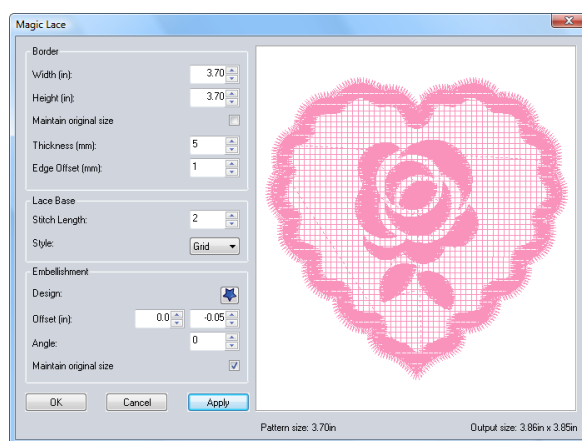 Magic Lace
Border
Width (in): 3.70
Height (in): 3.70
Maintain original size
Thickness (mm): 5
Edge Offset (mm): 1
Lace Base
Stitch Length: 2
Style: Grid
Embellishment
Design:
Offset (in): 0.0 -0.05
Angle: 0
Maintain original size
OK Cancel Apply
Pattern size: 3.70in Output size: 3.86in x 3.85in